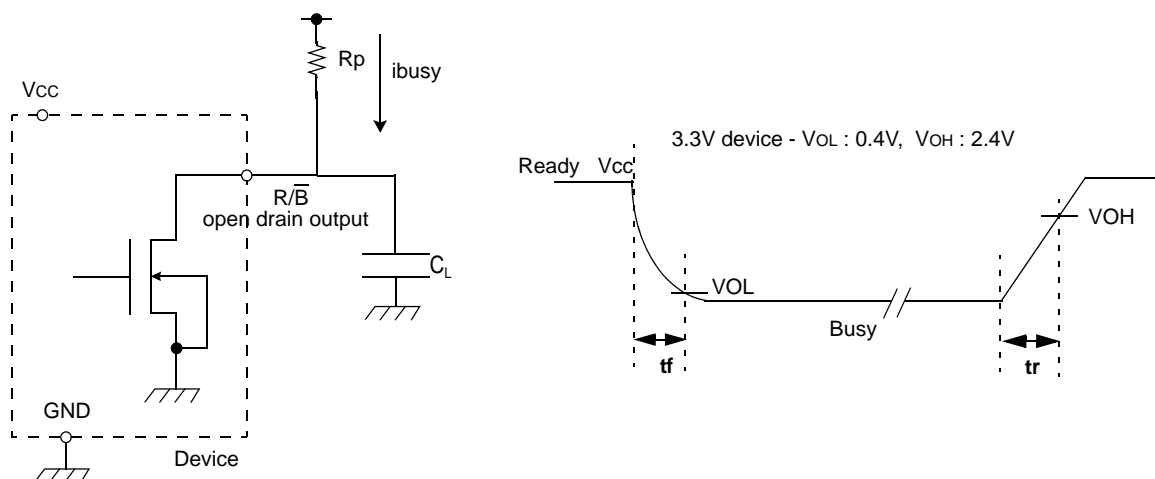 Rp
ibusy
VCC
R/B̅
open drain output
CL
GND
Device
3.3V device - VOL : 0.4V, VOH : 2.4V
Ready Vcc
VOH
VOL
Busy
tf
tr